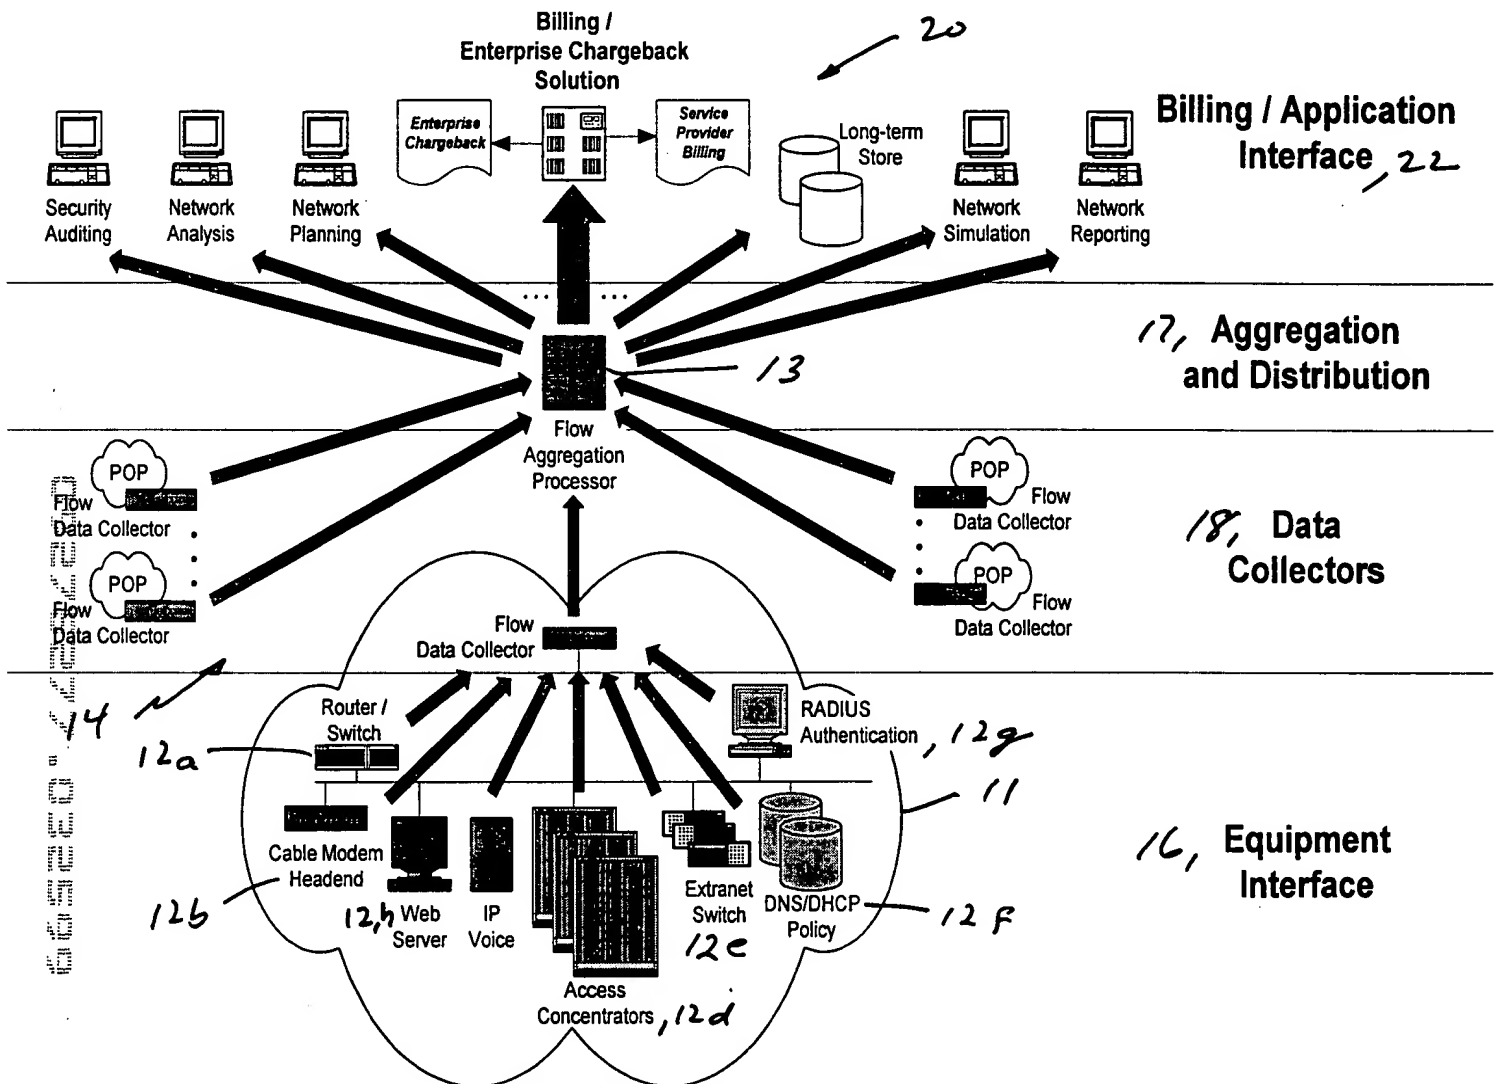 Billing /
Enterprise Chargeback
Solution
20
Enterprise
Chargeback
Service
Provider
Billing
Long-term
Store
Billing / Application
Interface, 22
Security
Auditing
Network
Analysis
Network
Planning
Network
Simulation
Network
Reporting
17, Aggregation
and Distribution
13
Flow
Aggregation
Processor
POP
Flow
Data Collector
POP
Flow
Data Collector
POP
Flow
Data Collector
POP
Flow
Data Collector
18, Data
Collectors
Flow
Data Collector
14
Router /
Switch
12a
RADIUS
Authentication, 12g
11
Cable Modem
Headend
12b
12,h Web
Server
IP
Voice
Access
Concentrators, 12d
Extranet
Switch
12e
DNS/DHCP
Policy
12f
16, Equipment
Interface